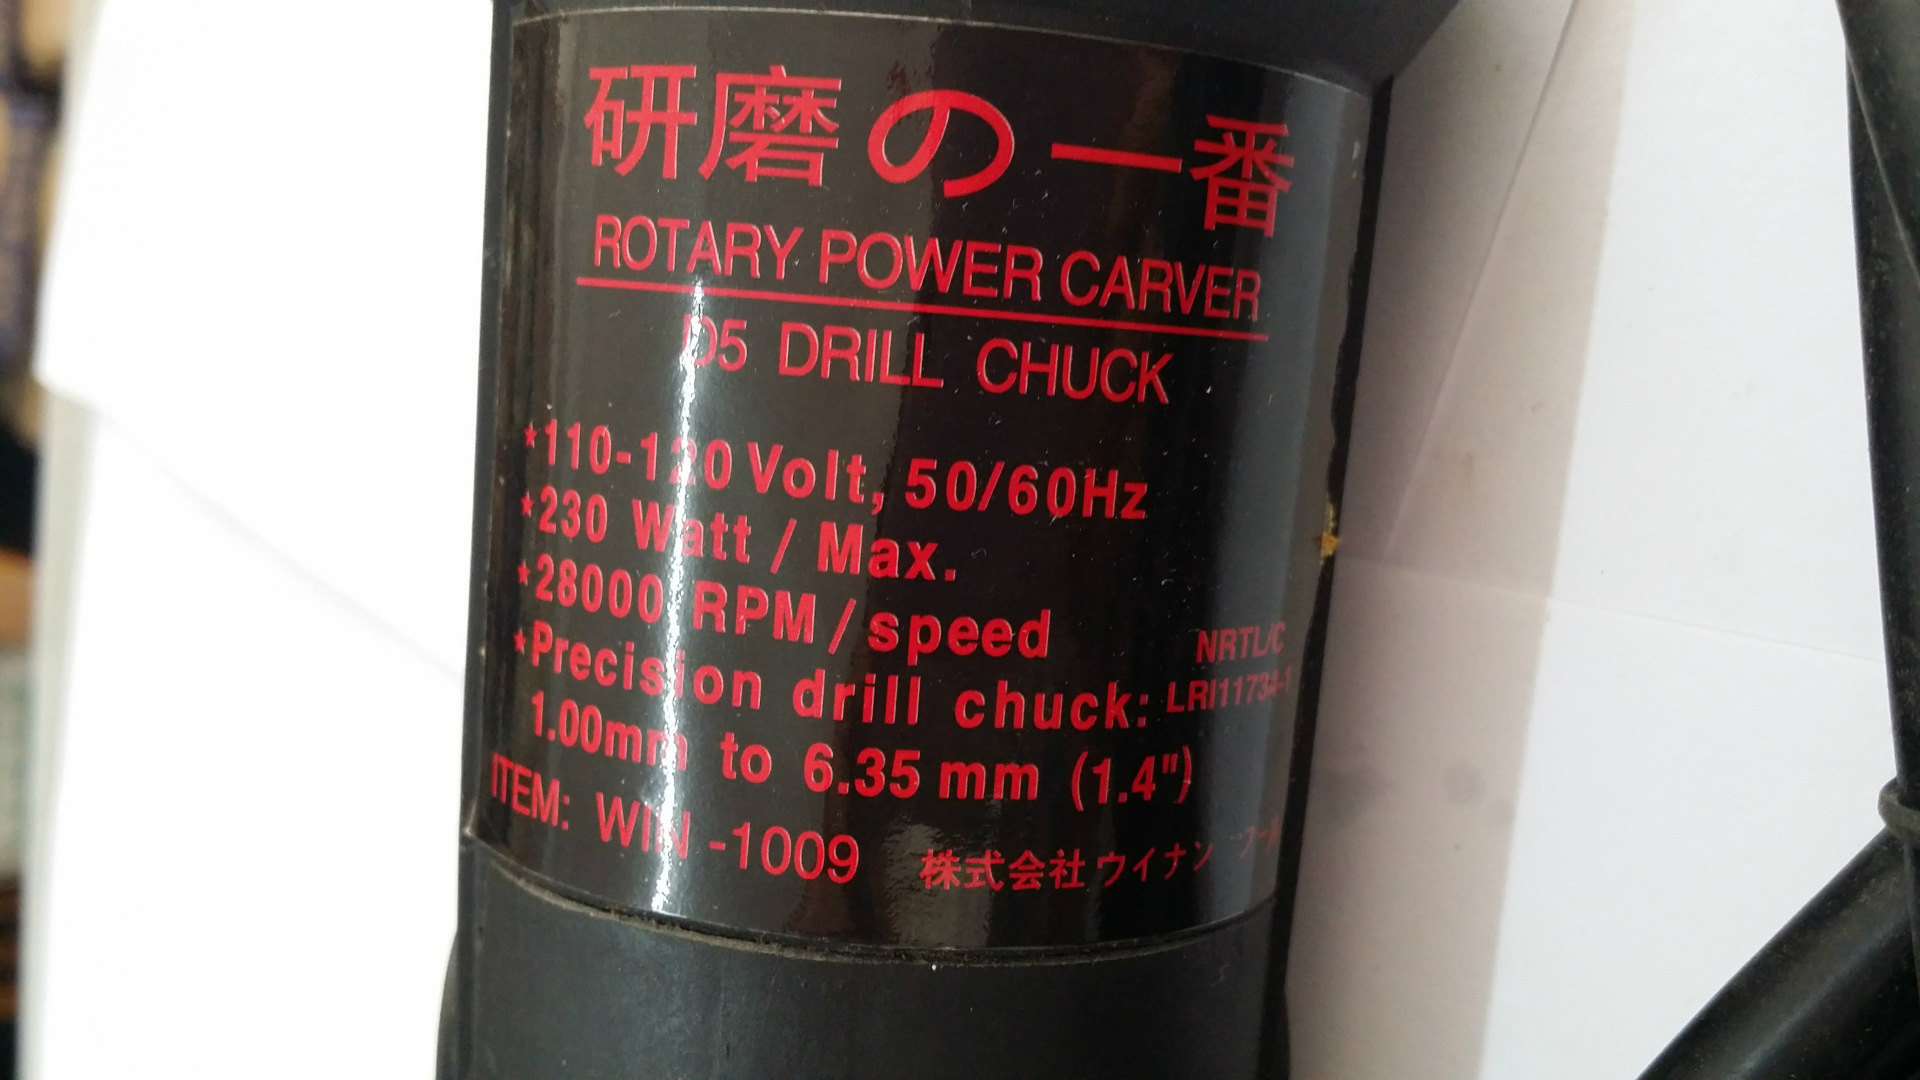 研磨の一番
ROTARY POWER CARVER
D5 DRILL CHUCK
*110-120 Volt, 50/60Hz
*230 Watt / Max.
*28000 RPM / speed
NRTL/C
*Precision drill chuck:
1.00mm to 6.35 mm (1.4")
ITEM: WIN -1009
株式会社ウイナン